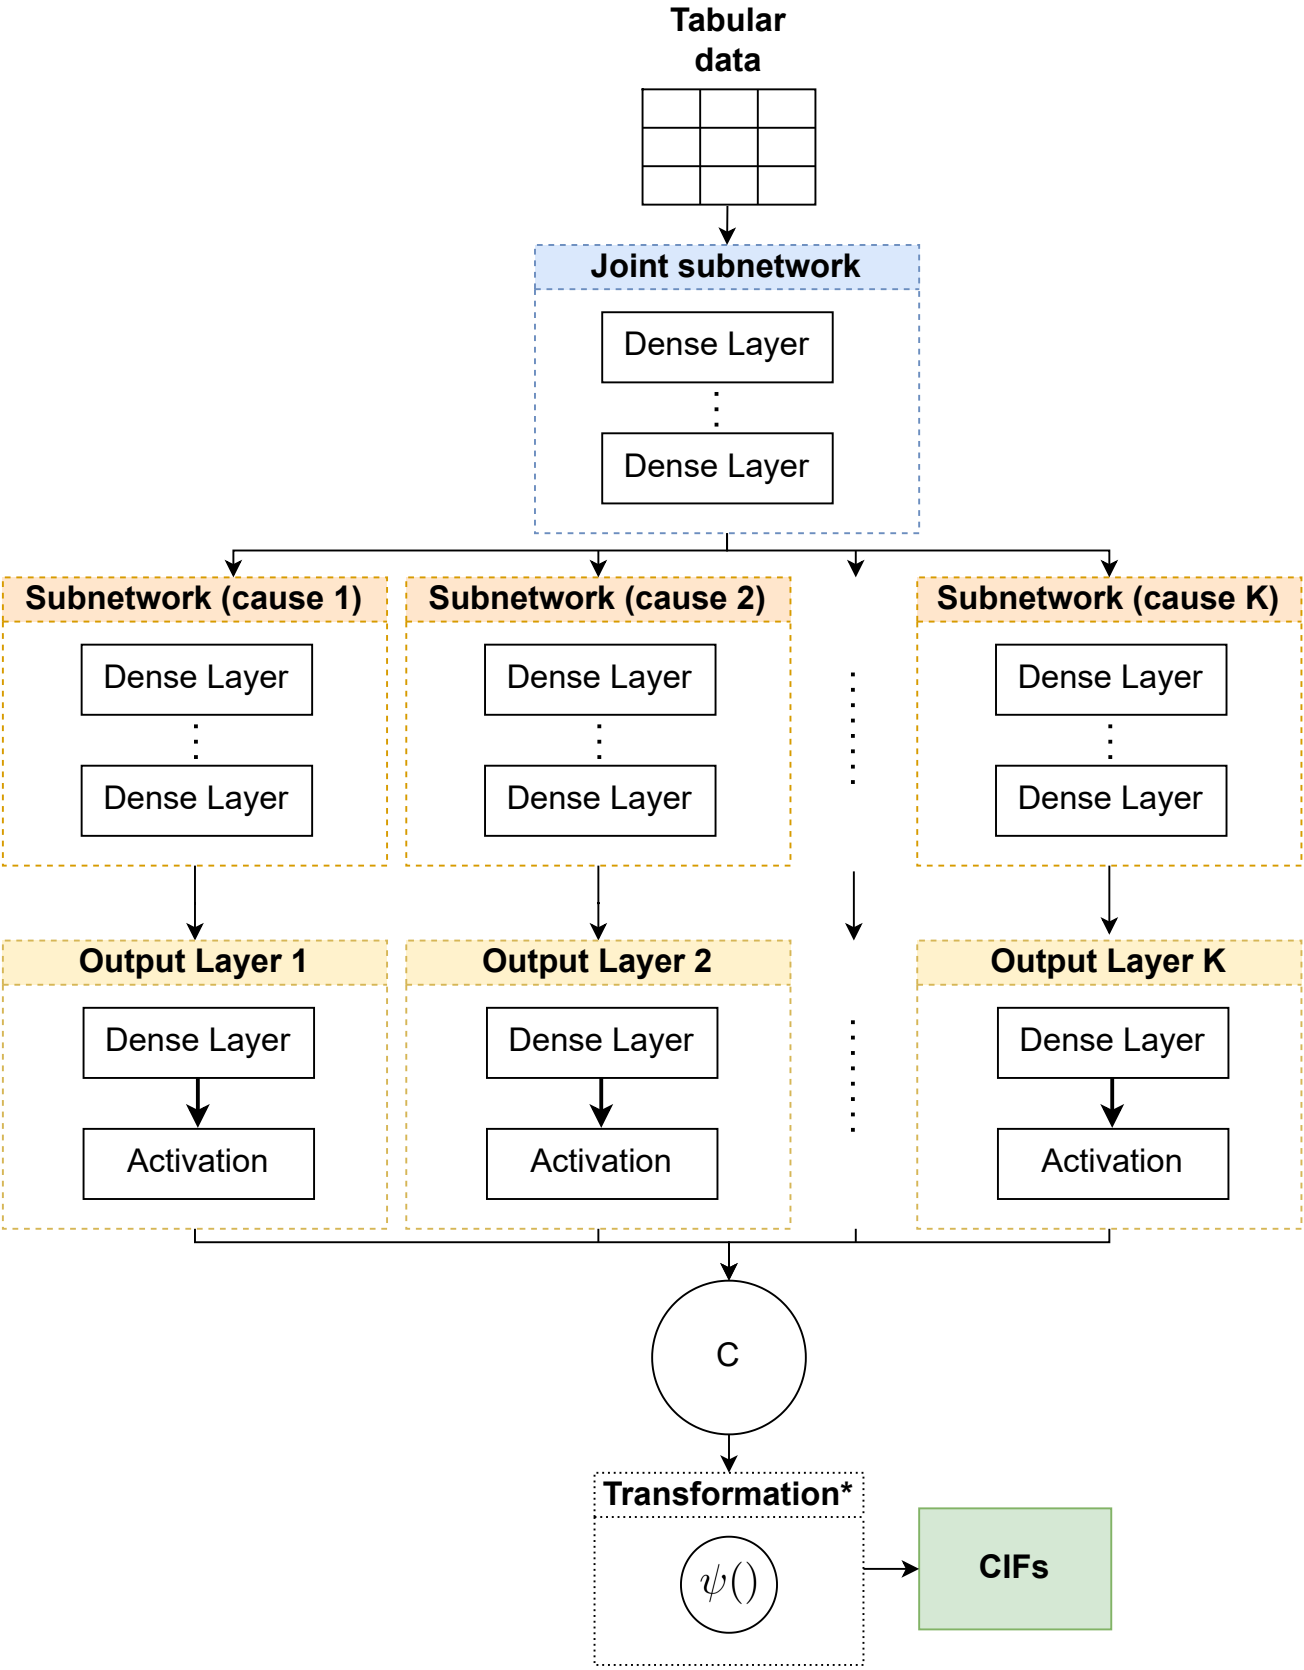 Tabular
data
Joint subnetwork
Dense Layer
Dense Layer
Subnetwork (cause 1)
Dense Layer
Dense Layer
Subnetwork (cause 2)
Dense Layer
Dense Layer
Subnetwork (cause K)
Dense Layer
Dense Layer
Output Layer 1
Dense Layer
Activation
Output Layer 2
Dense Layer
Activation
Output Layer K
Dense Layer
Activation
C
Transformation*
ψ()
CIFs